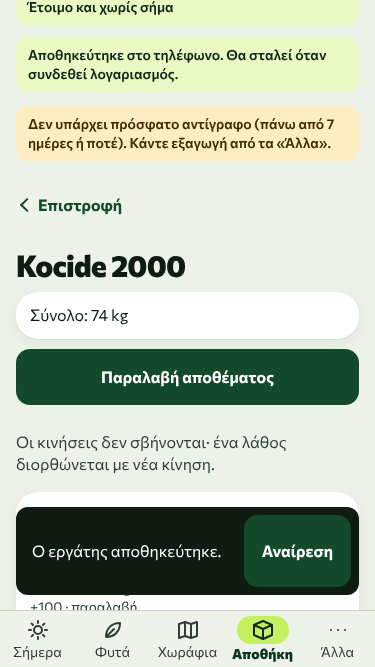 Έτοιμο και χωρίς σήμα
Αποθηκεύτηκε στο τηλέφωνο. Θα σταλεί όταν
συνδεθεί λογαριασμός.
Δεν υπάρχει πρόσφατο αντίγραφο (πάνω από 7
ημέρες ή ποτέ). Κάντε εξαγωγή από τα «Άλλα».
Επιστροφή
Kocide 2000
Σύνολο: 74 kg
Παραλαβή αποθέματος
Οι κινήσεις δεν σβήνονται· ένα λάθος
διορθώνεται με νέα κίνηση.
Ο εργάτης αποθηκεύτηκε.
Αναίρεση
+100 · παραλαβή
Σήμερα
Φυτά
Χωράφια
Αποθήκη
Άλλα